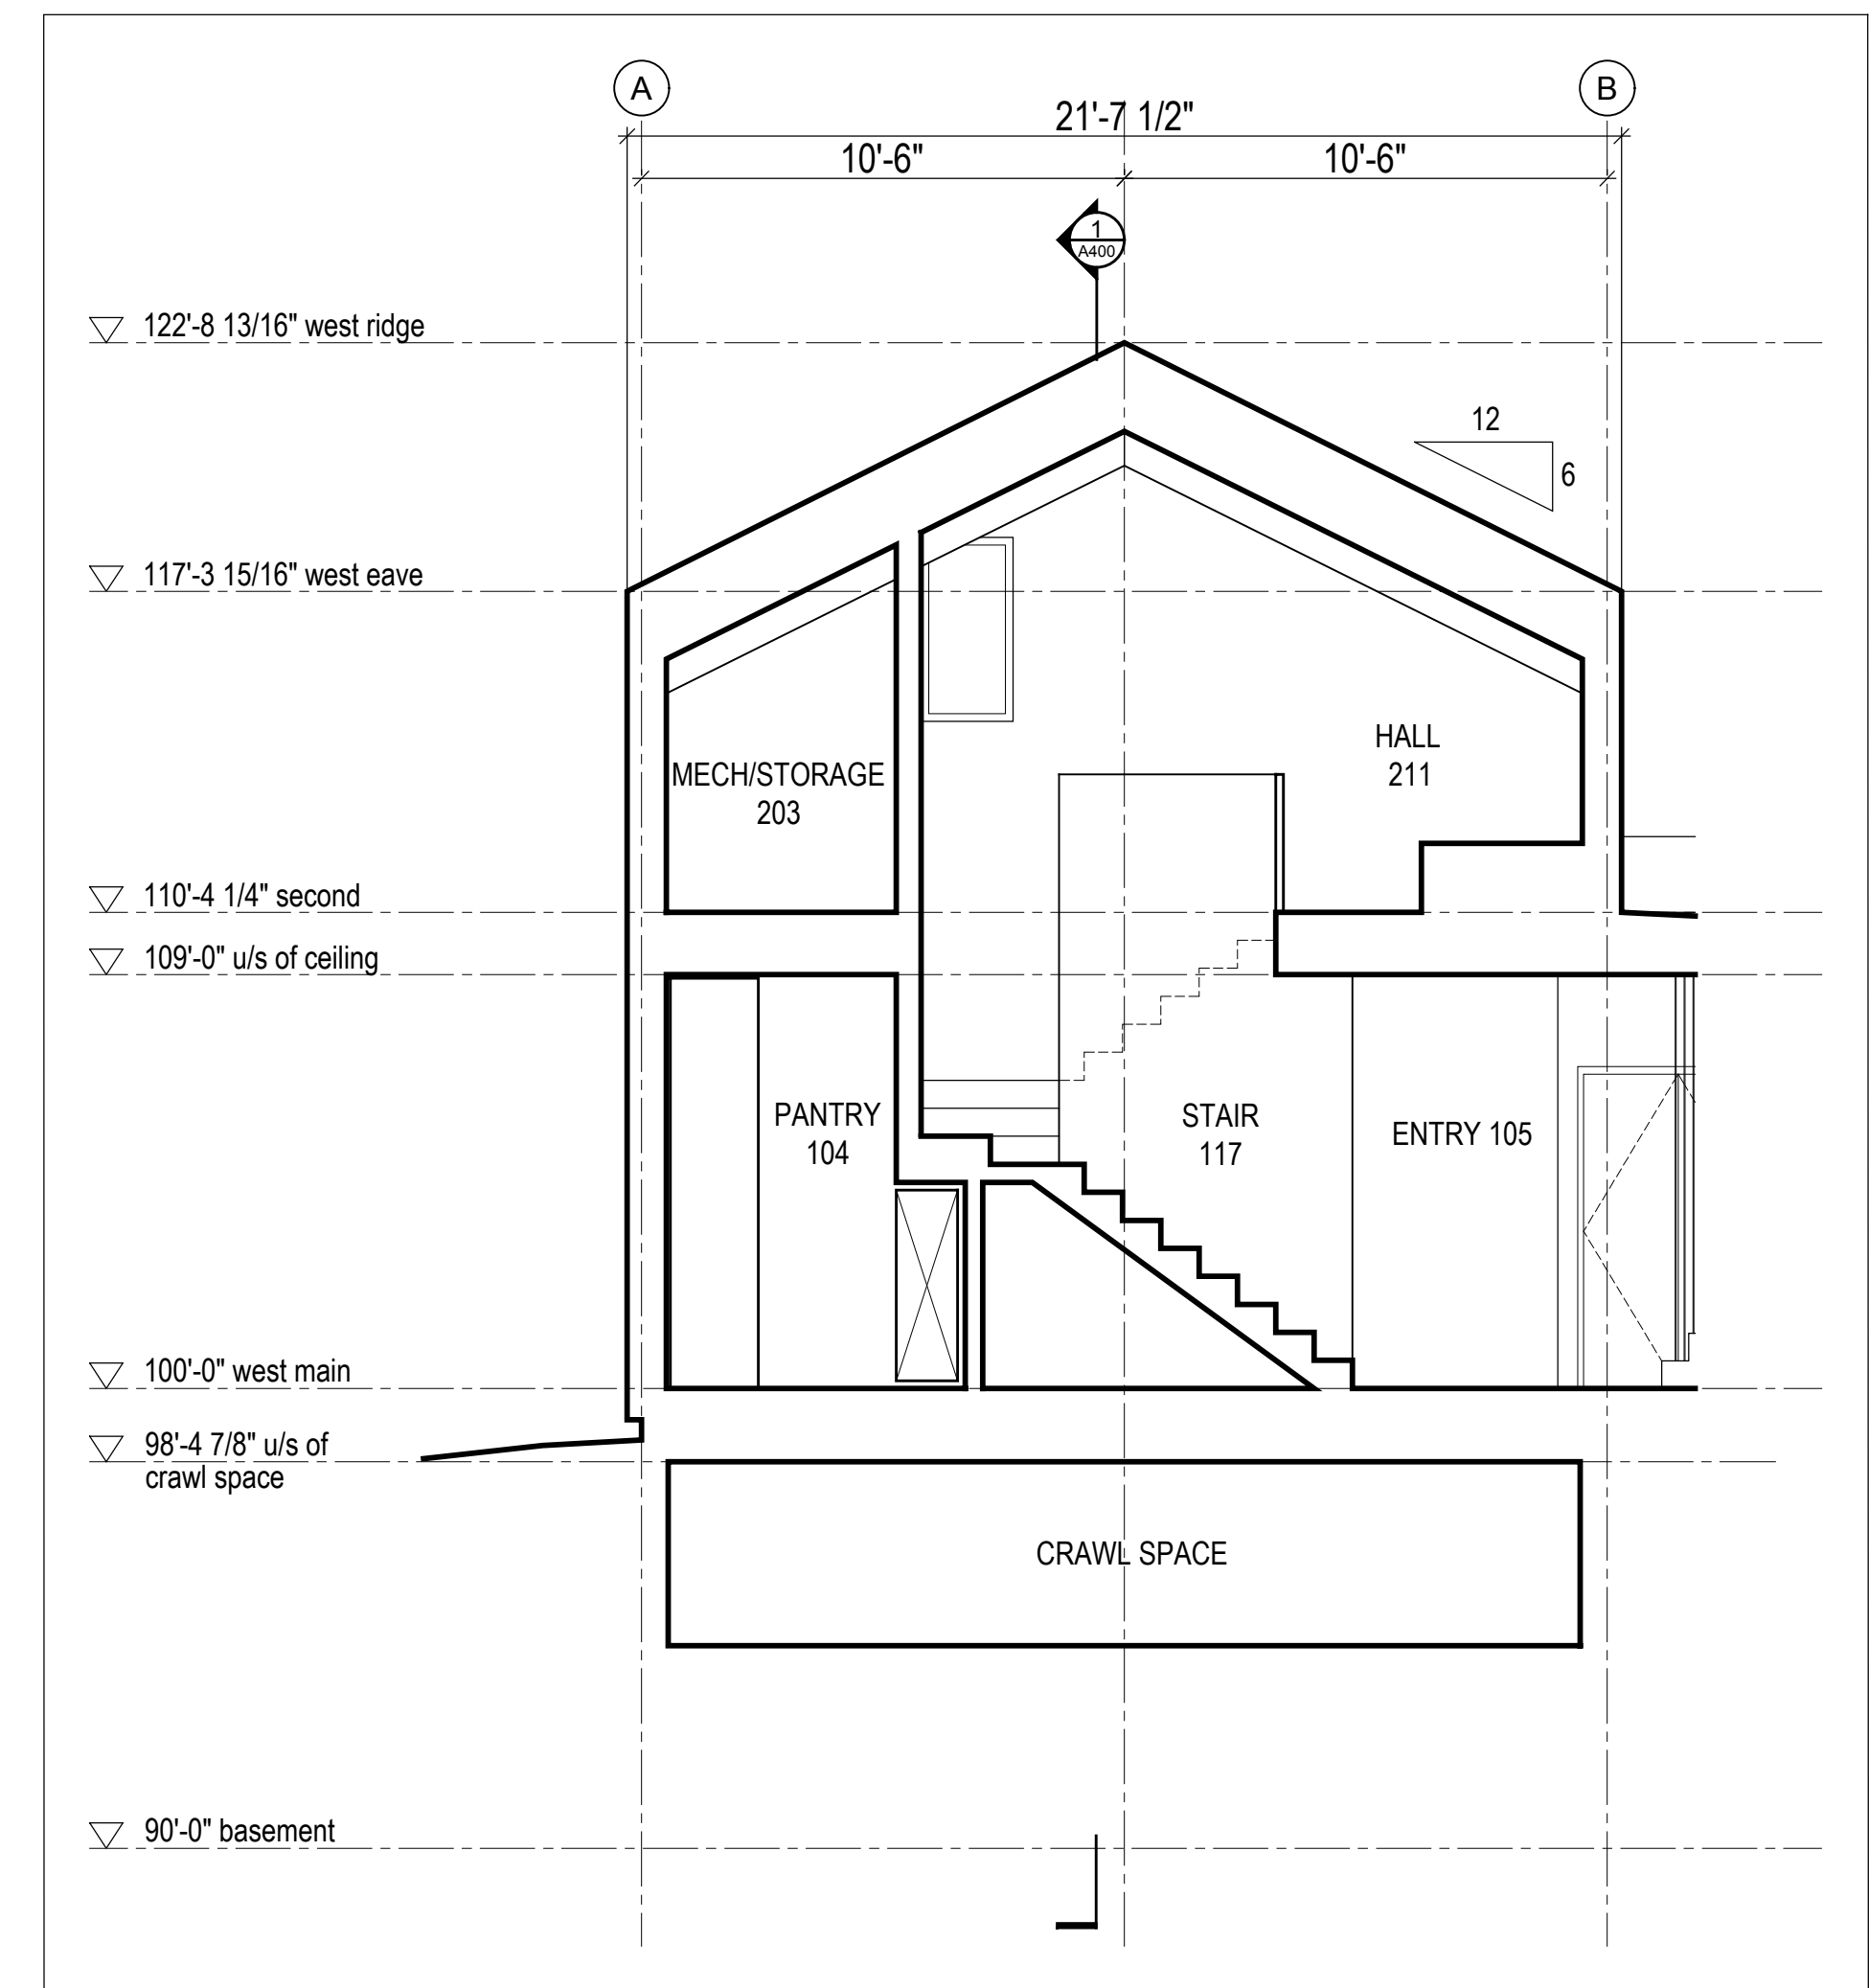 A
B
21'-7 1/2"
10'-6"
10'-6"
1
A400
122'-8 13/16" west ridge
12
6
117'-3 15/16" west eave
HALL
211
MECH/STORAGE
203
110'-4 1/4" second
109'-0" u/s of ceiling
PANTRY
104
STAIR
117
ENTRY 105
100'-0" west main
98'-4 7/8" u/s of
crawl space
CRAWL SPACE
90'-0" basement